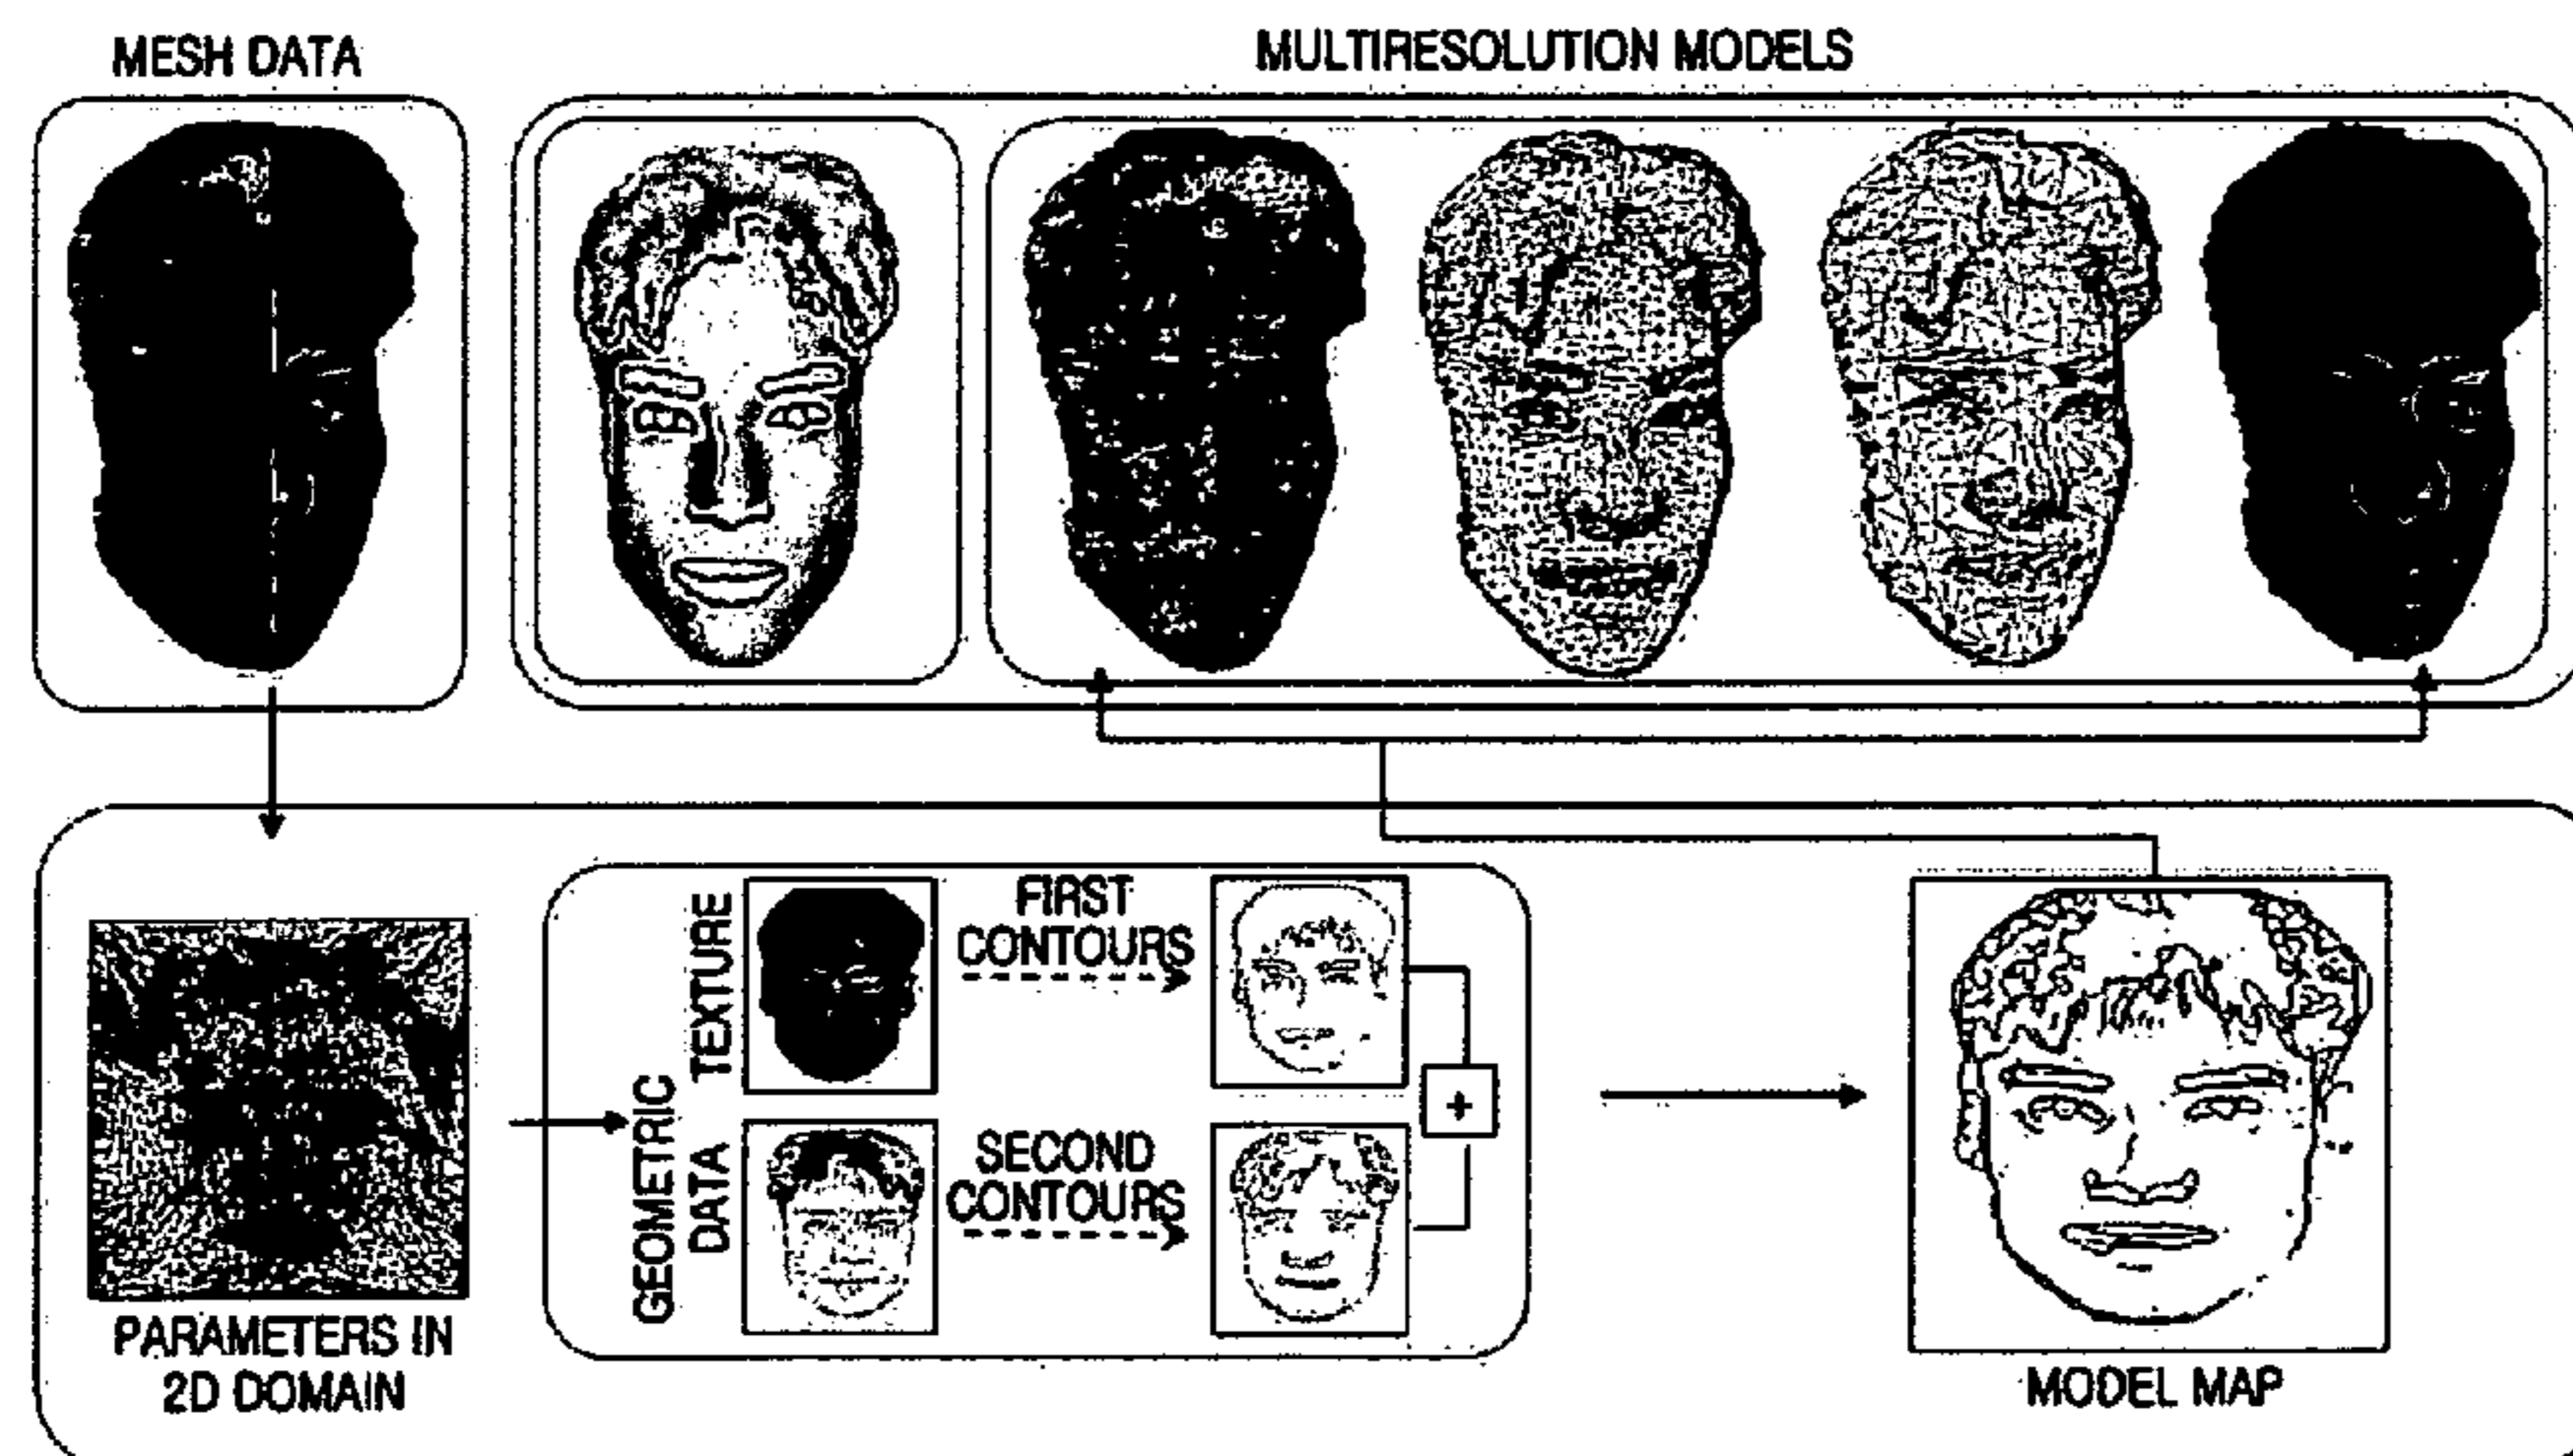 MESH DATA
MULTIRESOLUTION MODELS
TEXTURE
FIRST
CONTOURS
+
GEOMETRIC
DATA
SECOND
CONTOURS
PARAMETERS IN
2D DOMAIN
MODEL MAP